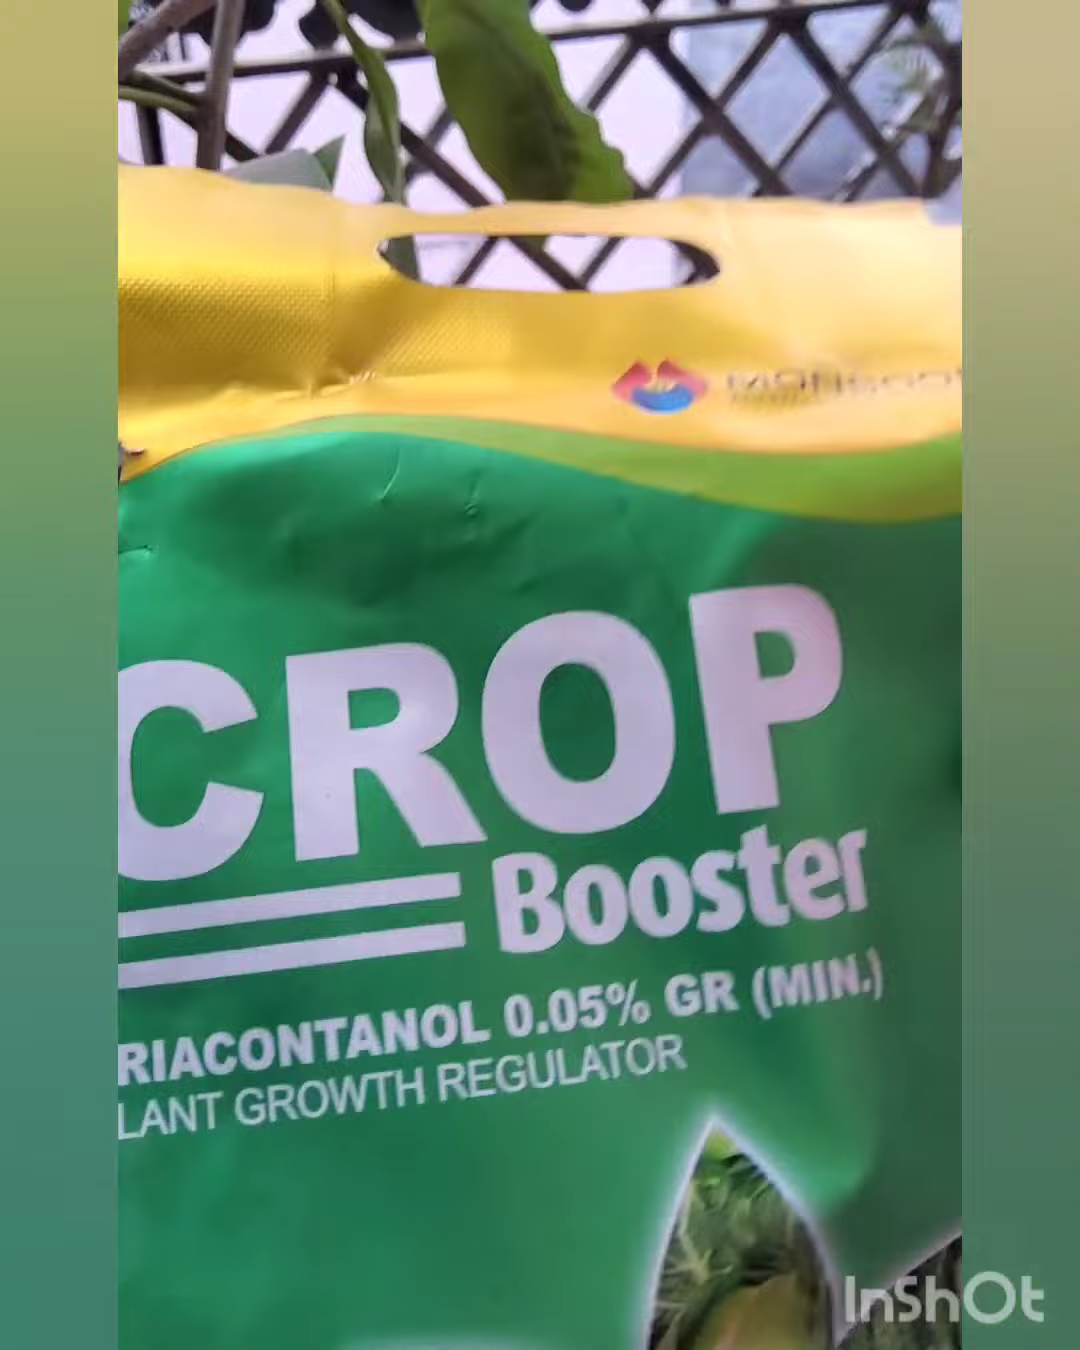 CROP
Booster
RIACONTANOL 0.05% GR (MIN.)
LANT GROWTH REGULATOR
InShOt